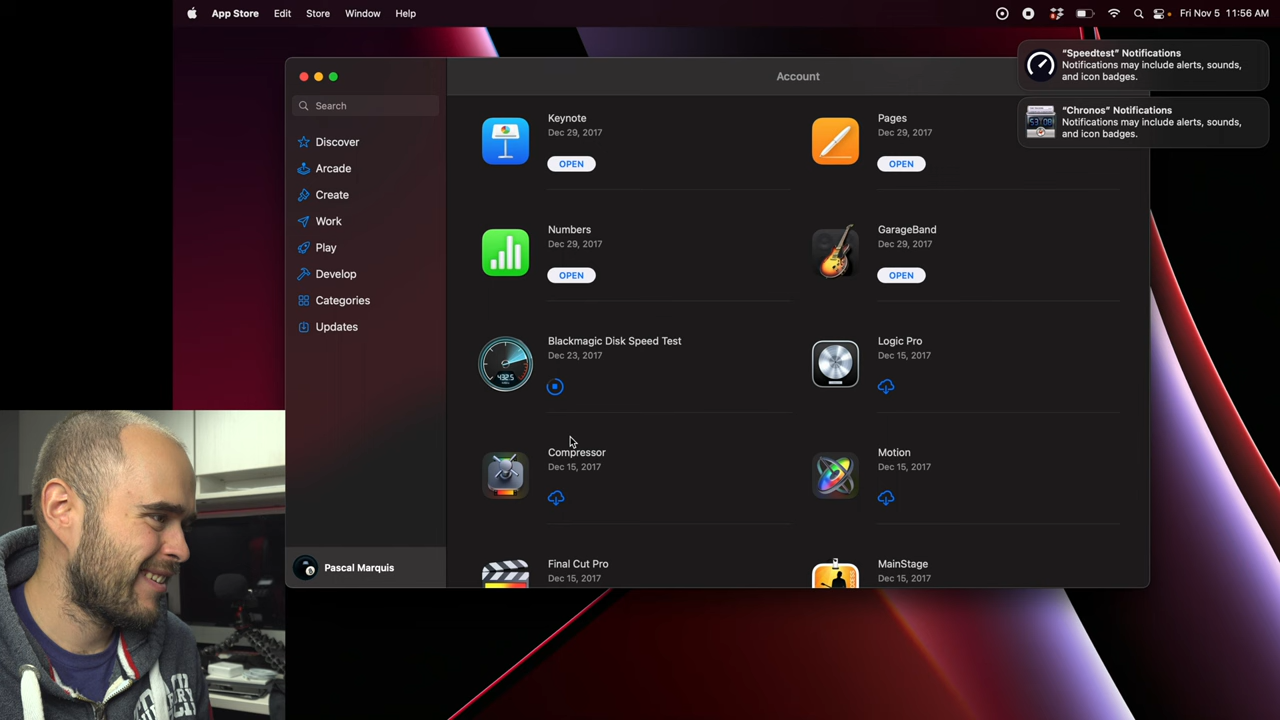 App Store Edit Store Window Help
Fri Nov 5 11:56 AM
"Speedtest" Notifications
Notifications may include alerts, sounds,
and icon badges.
"Chronos" Notifications
Notifications may include alerts, sounds,
and icon badges.
Account
Search
Discover
Arcade
Create
Work
Play
Develop
Categories
Updates
Pascal Marquis
Keynote
Dec 29, 2017
OPEN
Pages
Dec 29, 2017
OPEN
Numbers
Dec 29, 2017
OPEN
GarageBand
Dec 29, 2017
OPEN
432.5
Blackmagic Disk Speed Test
Dec 23, 2017
Logic Pro
Dec 15, 2017
Compressor
Dec 15, 2017
Motion
Dec 15, 2017
Final Cut Pro
Dec 15, 2017
MainStage
Dec 15, 2017